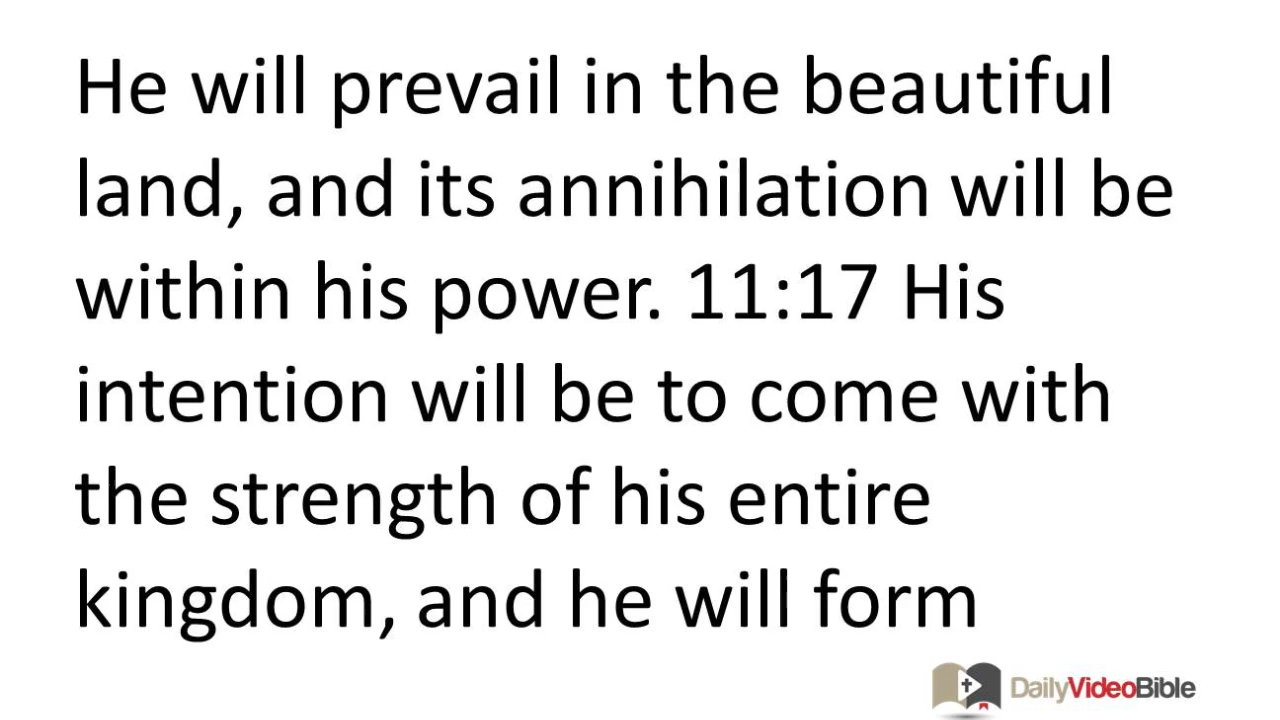 He will prevail in the beautiful
land, and its annihilation will be
within his power. 11:17 His
intention will be to come with
the strength of his entire
kingdom, and he will form
DailyVideoBible